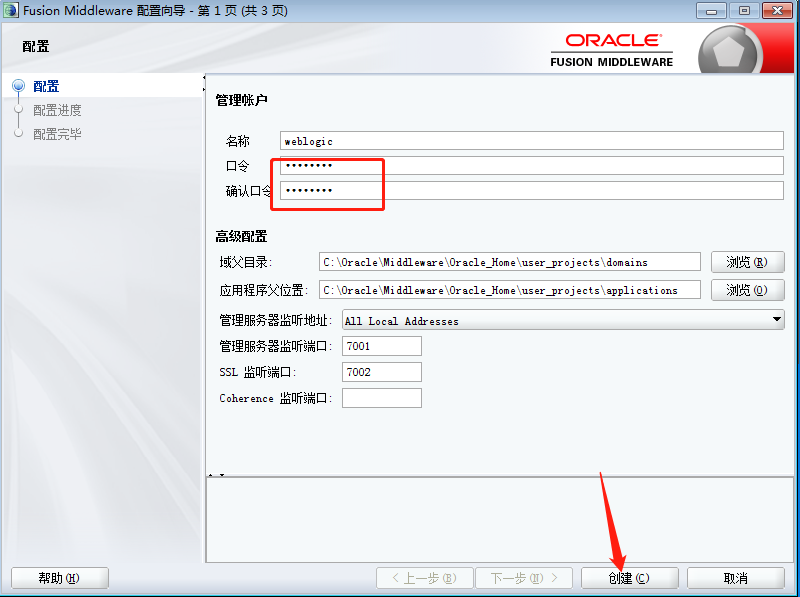 Fusion Middleware 配置向导 - 第 1 页 (共 3 页)
配置
ORACLE
FUSION MIDDLEWARE
配置
配置进度
配置完毕
管理帐户
名称 weblogic
口令 ••••••••
确认口令 ••••••••
高级配置
域父目录: C:\Oracle\Middleware\Oracle_Home\user_projects\domains 浏览(R)
应用程序父位置: C:\Oracle\Middleware\Oracle_Home\user_projects\applications 浏览(O)
管理服务器监听地址: All Local Addresses
管理服务器监听端口: 7001
SSL 监听端口: 7002
Coherence 监听端口:
帮助(H) < 上一步(B) 下一步(N) > 创建(C) 取消